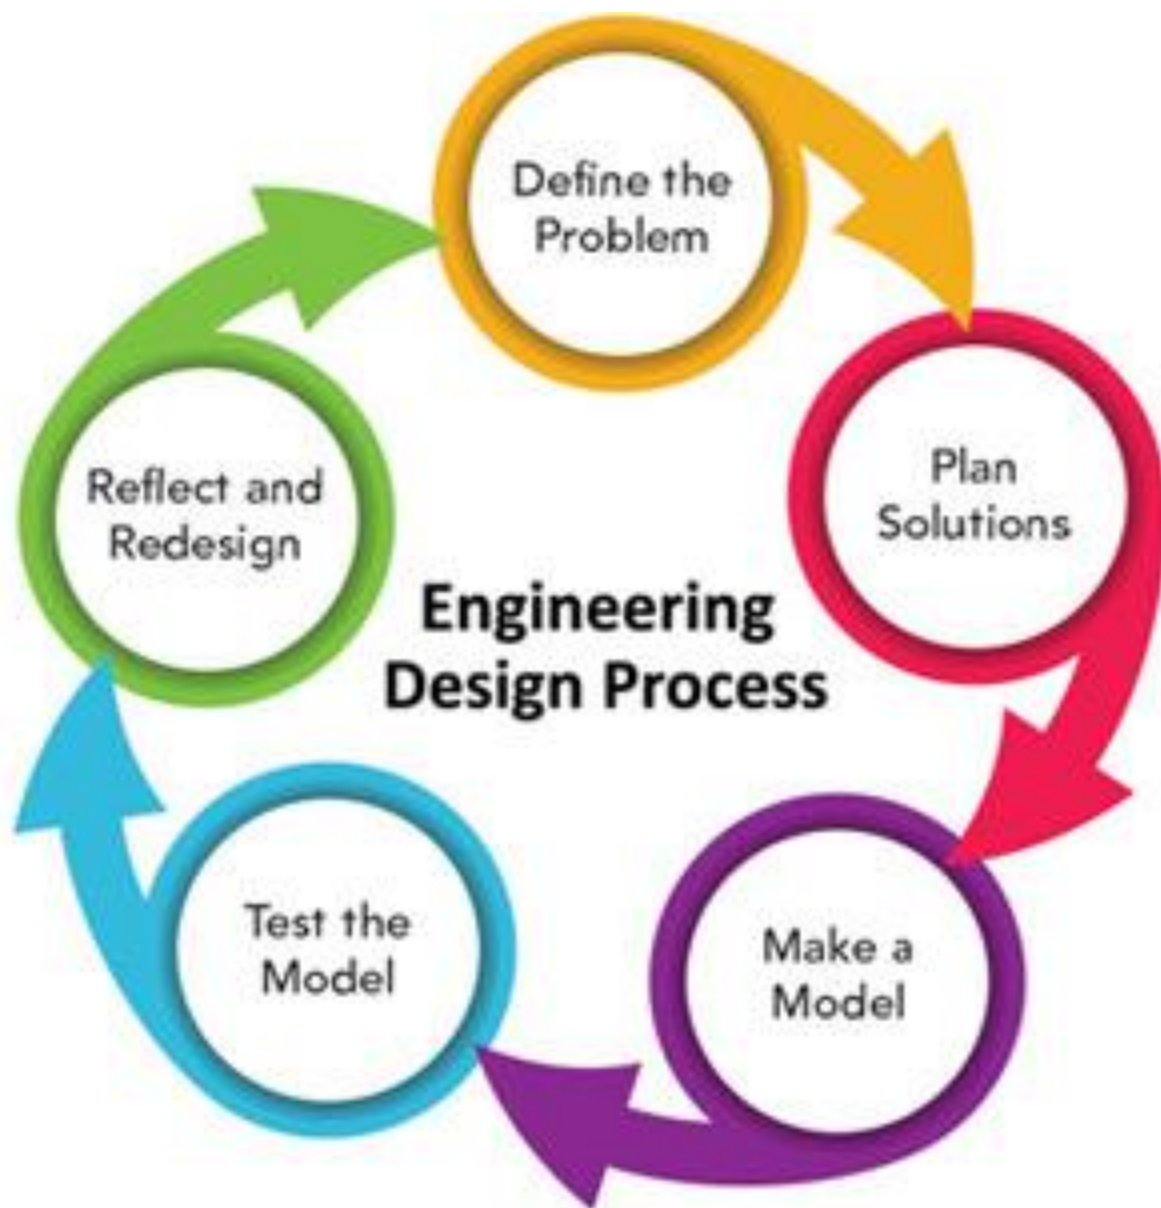 Define the
Problem
Plan
Solutions
Make a
Model
Test the
Model
Reflect and
Redesign
Engineering
Design Process